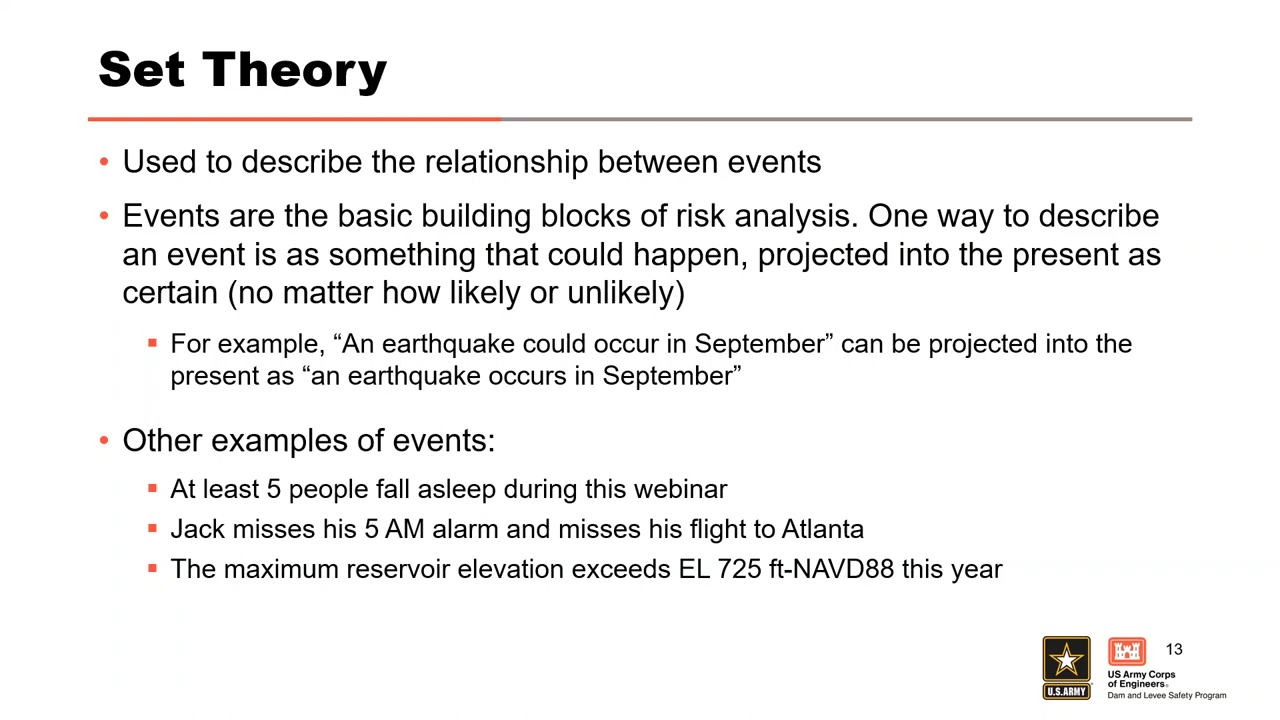 Set Theory
• Used to describe the relationship between events
• Events are the basic building blocks of risk analysis. One way to describe
an event is as something that could happen, projected into the present as
certain (no matter how likely or unlikely)
▪ For example, “An earthquake could occur in September” can be projected into the
present as “an earthquake occurs in September”
• Other examples of events:
▪ At least 5 people fall asleep during this webinar
▪ Jack misses his 5 AM alarm and misses his flight to Atlanta
▪ The maximum reservoir elevation exceeds EL 725 ft-NAVD88 this year
13
U.S.ARMY
US Army Corps
of Engineers®
Dam and Levee Safety Program